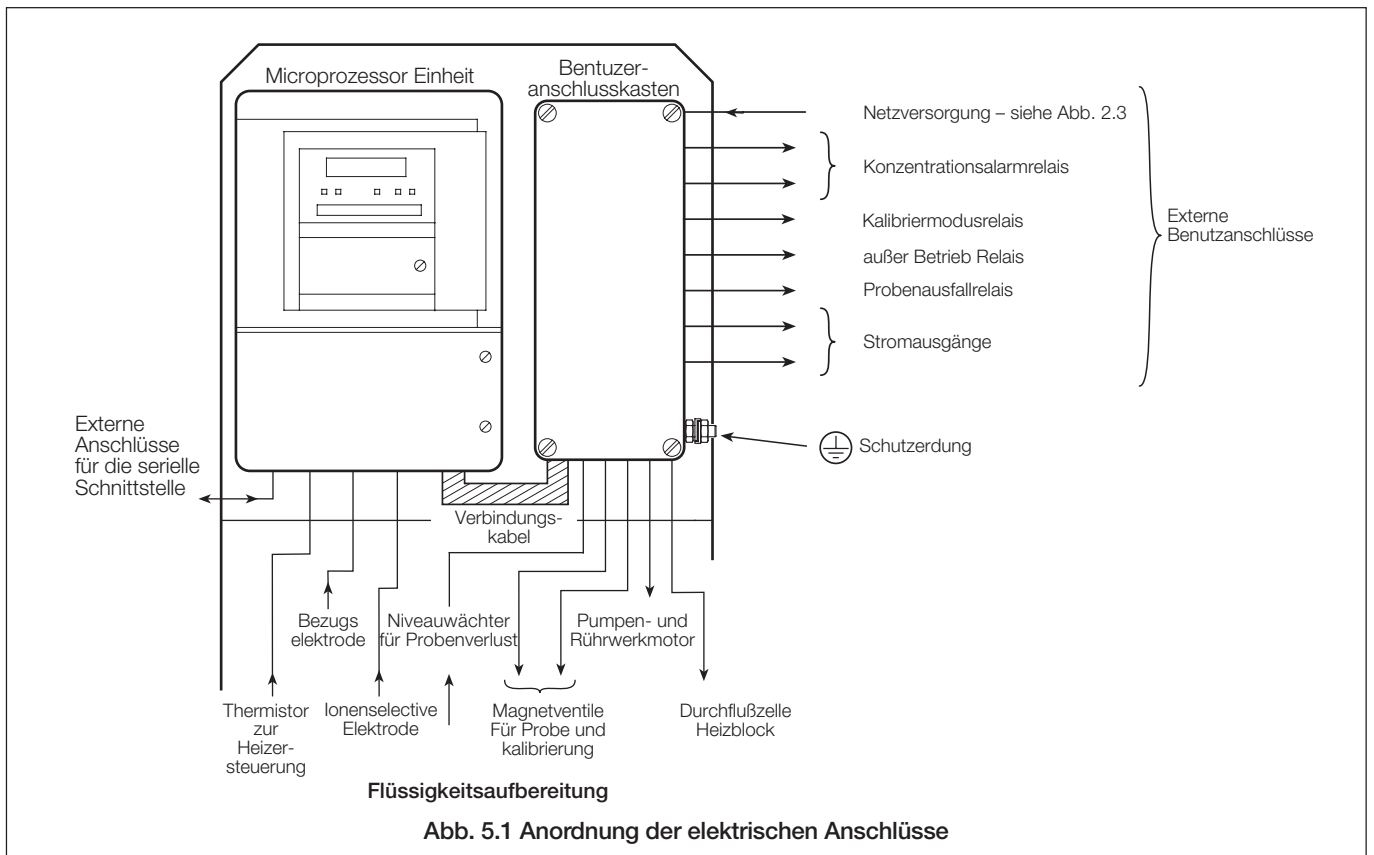 Microprozessor Einheit
Bentuzer-
anschlusskasten
Netzversorgung – siehe Abb. 2.3
Konzentrationsalarmrelais
Kalibriermodusrelais
außer Betrieb Relais
Probenausfallrelais
Stromausgänge
Externe
Benutzanschlüsse
Schutzerdung
Externe
Anschlüsse
für die serielle
Schnittstelle
Verbindungs-
kabel
Bezugs
elektrode
Niveauwächter
für Probenverlust
Pumpen- und
Rührwerkmotor
Thermistor
zur
Heizer-
steuerung
Ionenselective
Elektrode
Magnetventile
Für Probe und
kalibrierung
Durchflußzelle
Heizblock
Flüssigkeitsaufbereitung
Abb. 5.1 Anordnung der elektrischen Anschlüsse